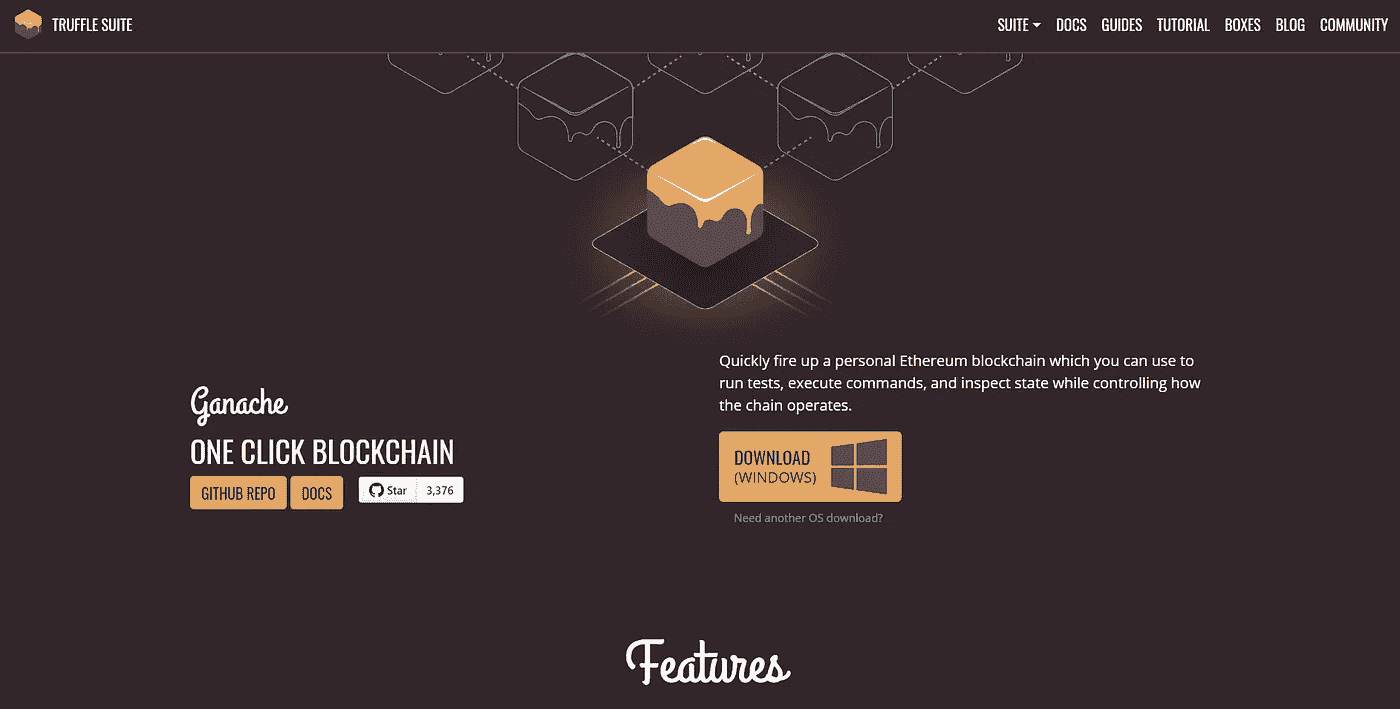 TRUFFLE SUITE
SUITE DOCS GUIDES TUTORIAL BOXES BLOG COMMUNITY
Ganache
ONE CLICK BLOCKCHAIN
GITHUB REPO DOCS Star 3,376
Quickly fire up a personal Ethereum blockchain which you can use to
run tests, execute commands, and inspect state while controlling how
the chain operates.
DOWNLOAD
(WINDOWS)
Need another OS download?
Features